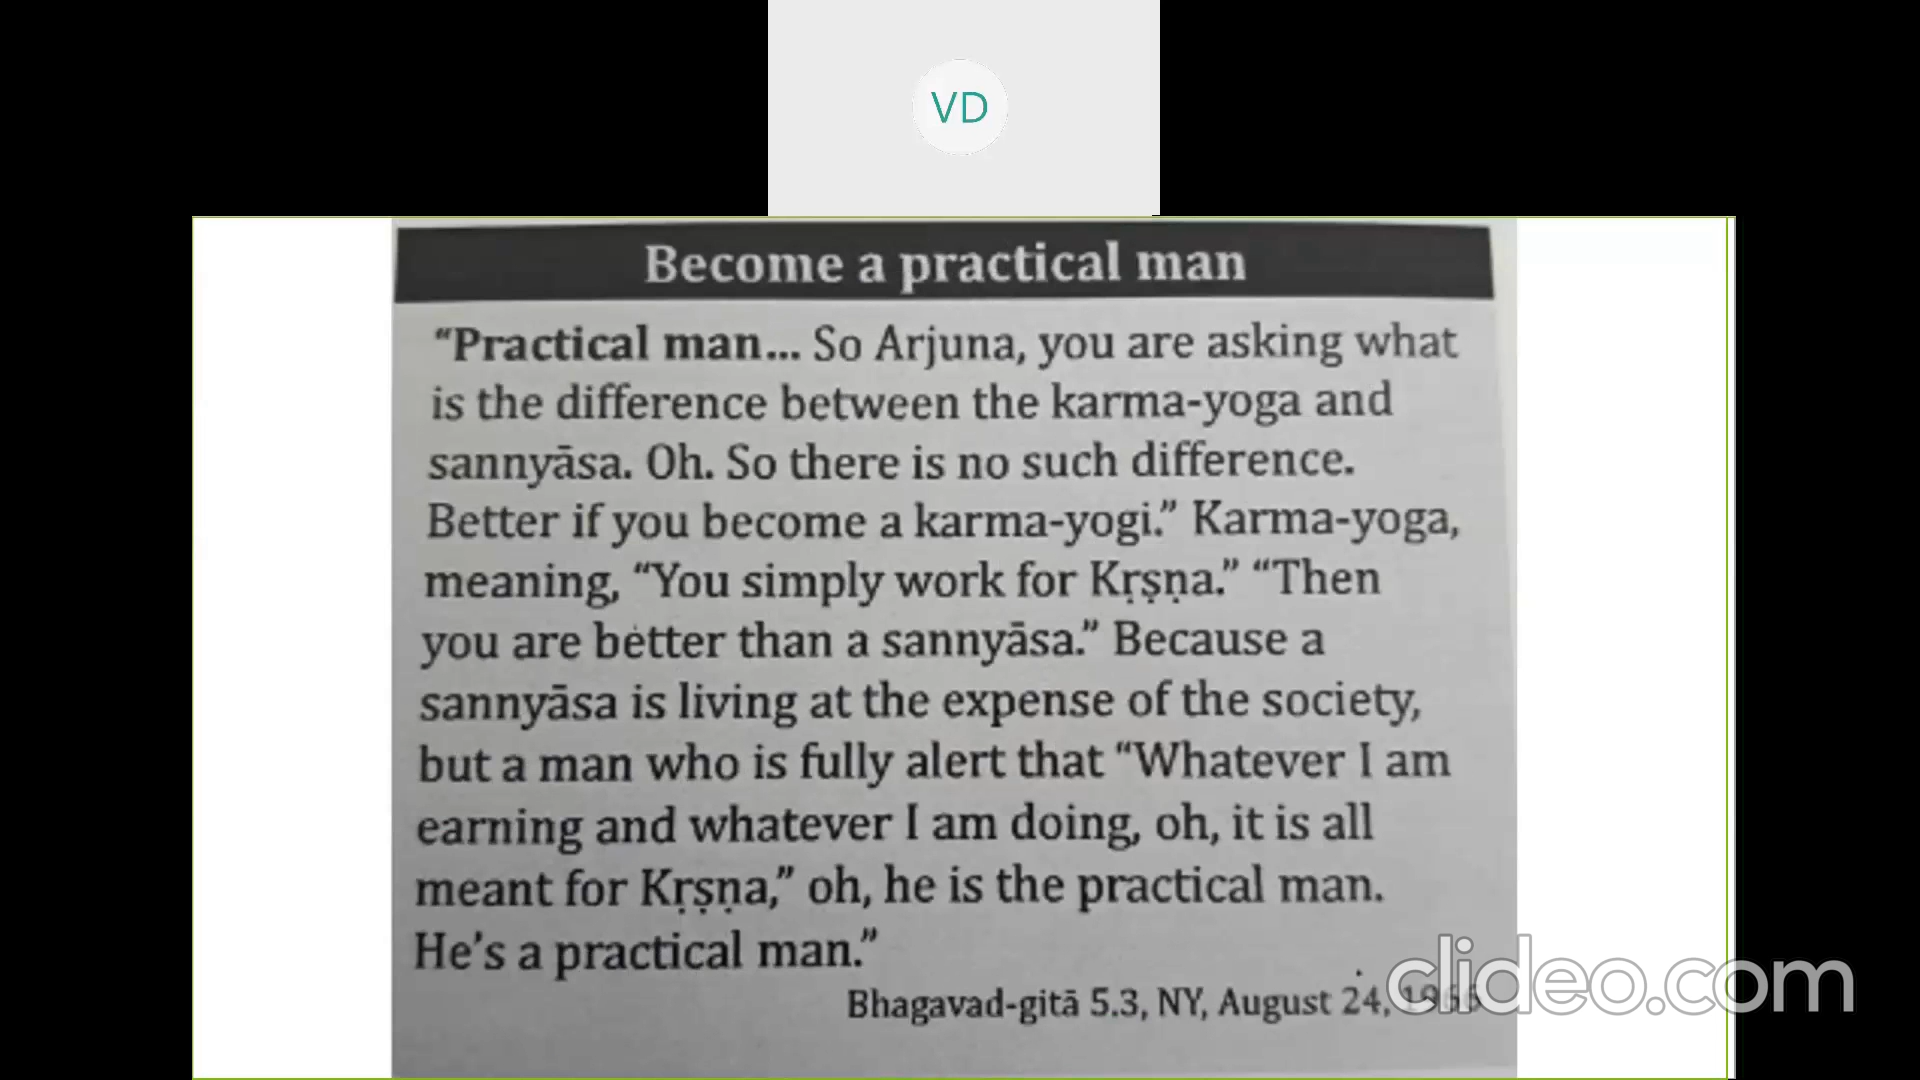 VD
Become a practical man
“Practical man... So Arjuna, you are asking what
is the difference between the karma-yoga and
sannyāsa. Oh. So there is no such difference.
Better if you become a karma-yogi.” Karma-yoga,
meaning, “You simply work for Kṛṣṇa.” “Then
you are better than a sannyāsa.” Because a
sannyāsa is living at the expense of the society,
but a man who is fully alert that “Whatever I am
earning and whatever I am doing, oh, it is all
meant for Kṛṣṇa,” oh, he is the practical man.
He’s a practical man.”
Bhagavad-gitā 5.3, NY, August 24, 1966
clideo.com